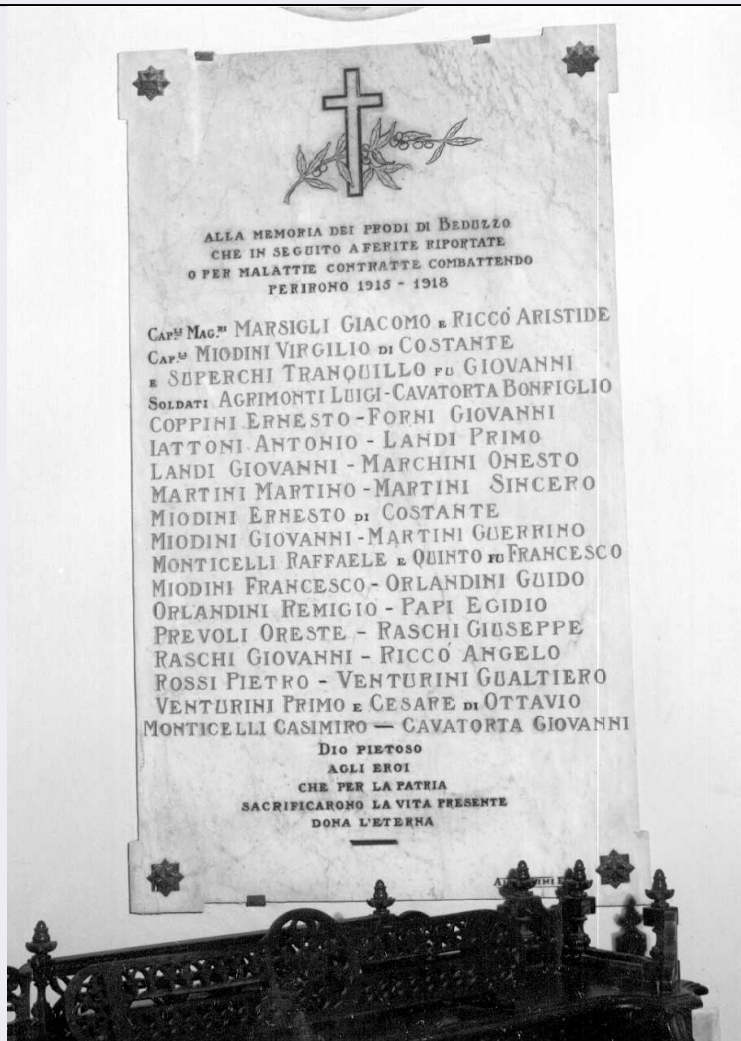 ALLA MEMORIA DEI PRODI DI BEDUZZO
CHE IN SEGUITO A FERITE RIPORTATE
O PER MALATTIE CONTRATTE COMBATTENDO
PERIRONO 1915 - 1918
CAP.LI MAG.RI MARSIGLI GIACOMO E RICCÒ ARISTIDE
CAP.LI MIODINI VIRGILIO DI COSTANTE
E SUPERCHI TRANQUILLO FU GIOVANNI
SOLDATI AGRIMONTI LUIGI - CAVATORTA BONFIGLIO
COPPINI ERNESTO - FORNI GIOVANNI
IATTONI ANTONIO - LANDI PRIMO
LANDI GIOVANNI - MARCHINI ONESTO
MARTINI MARTINO - MARTINI SINCERO
MIODINI ERNESTO DI COSTANTE
MIODINI GIOVANNI - MARTINI GUERRINO
MONTICELLI RAFFAELE E QUINTO FU FRANCESCO
MIODINI FRANCESCO - ORLANDINI GUIDO
ORLANDINI REMIGIO - PAPI EGIDIO
PREVOLI ORESTE - RASCHI GIUSEPPE
RASCHI GIOVANNI - RICCÒ ANGELO
ROSSI PIETRO - VENTURINI GUALTIERO
VENTURINI PRIMO E CESARE DI OTTAVIO
MONTICELLI CASIMIRO — CAVATORTA GIOVANNI
DIO PIETOSO
AGLI EROI
CHE PER LA PATRIA
SACRIFICARONO LA VITA PRESENTE
DONA L'ETERNA